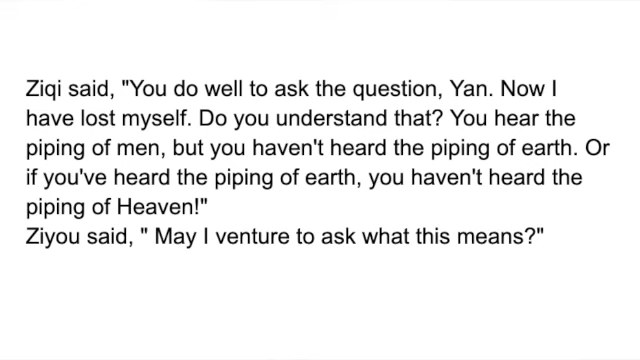 Ziqi said, "You do well to ask the question, Yan. Now I
have lost myself. Do you understand that? You hear the
piping of men, but you haven't heard the piping of earth. Or
if you've heard the piping of earth, you haven't heard the
piping of Heaven!"
Ziyou said, " May I venture to ask what this means?"